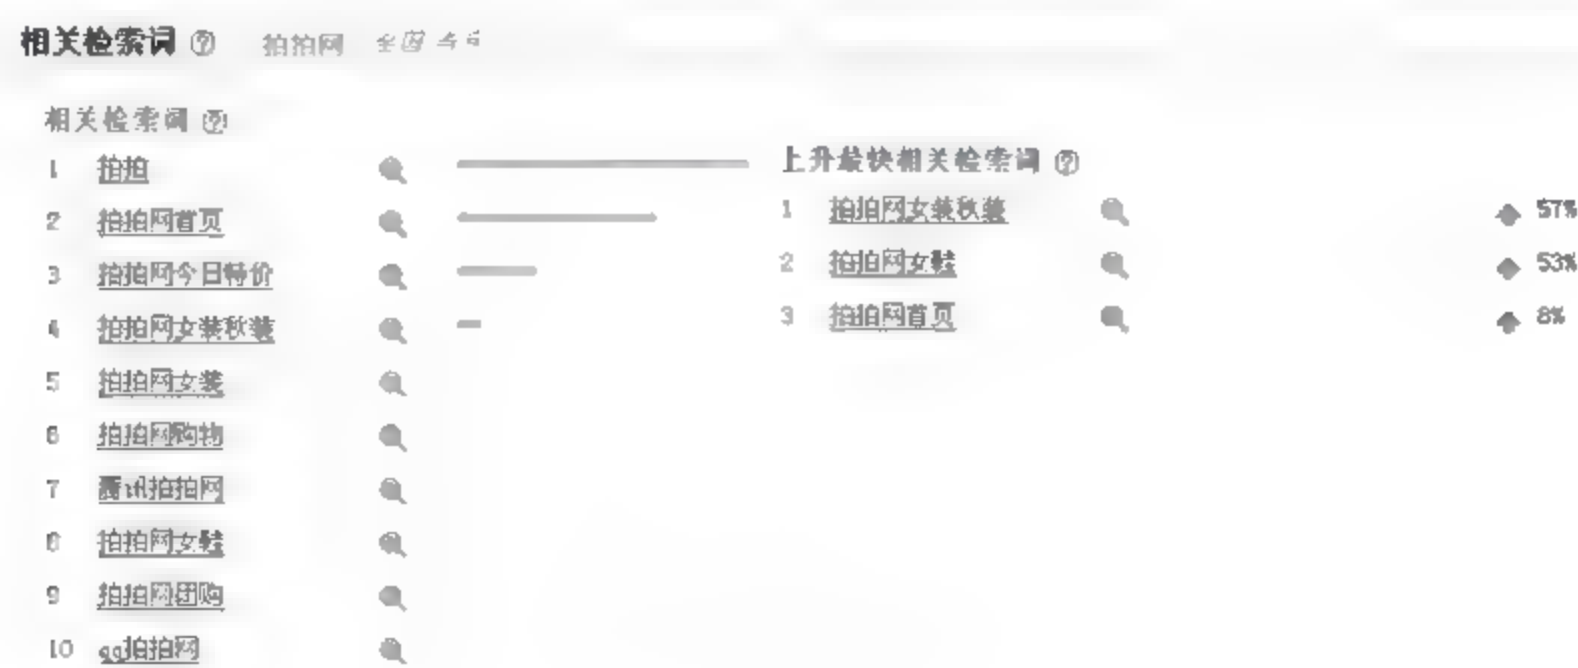 相关检索词 拍拍网 全国
相关检索词
1 拍拍
2 拍拍网首页
3 拍拍网今日特价
4 拍拍网女装秋装
5 拍拍网女装
6 拍拍网购物
7 腾讯拍拍网
8 拍拍网女鞋
9 拍拍网团购
10 qq拍拍网
上升最快相关检索词
1 拍拍网女装秋装 57%
2 拍拍网女鞋 53%
3 拍拍网首页 8%